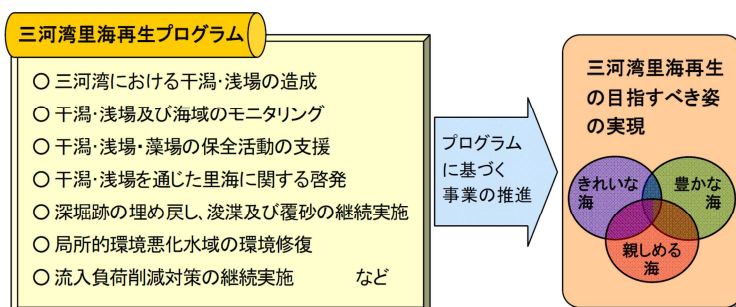 三河湾里海再生プログラム
○ 三河湾における干潟・浅場の造成
○ 干潟・浅場及び海域のモニタリング
○ 干潟・浅場・藻場の保全活動の支援
○ 干潟・浅場を通じた里海に関する啓発
○ 深堀跡の埋め戻し、浚渫及び覆砂の継続実施
○ 局所的環境悪化水域の環境修復
○ 流入負荷削減対策の継続実施　　　など
プログラム
に基づく
事業の推進
三河湾里海再生
の目指すべき姿
の実現
きれいな
海
豊かな
海
親しめる
海